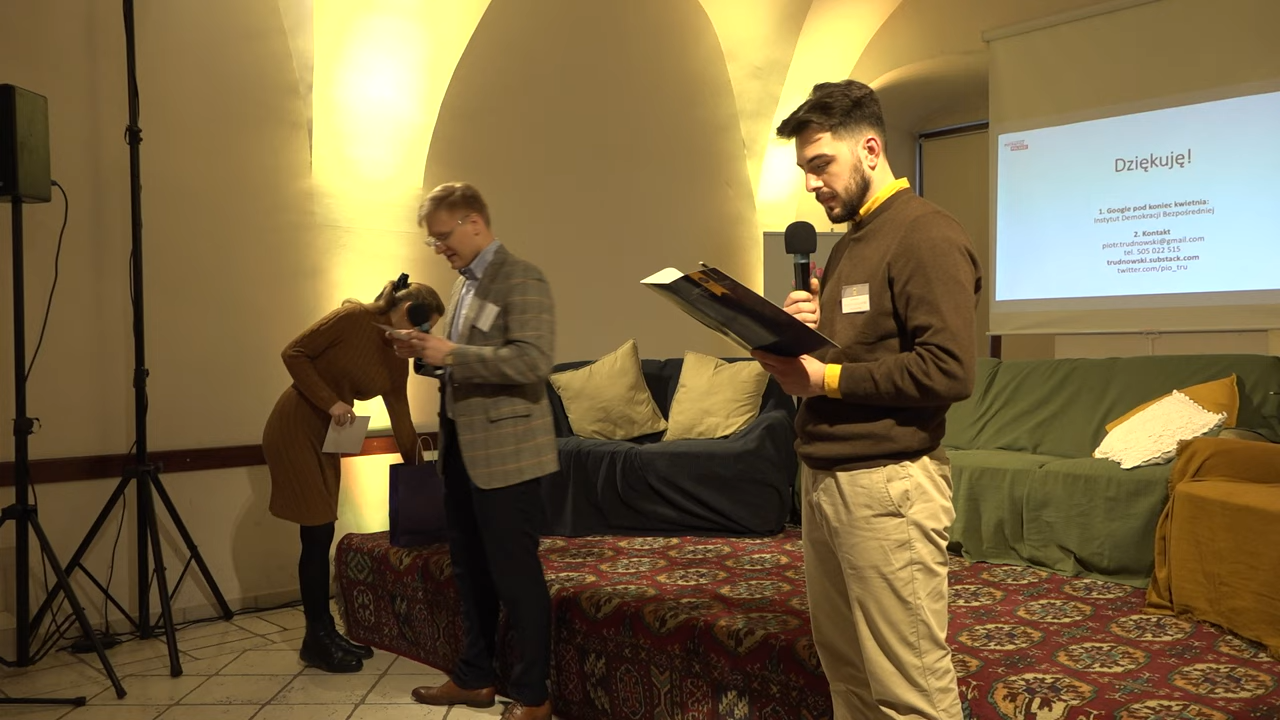 Dziękuję!
1. Google pod koniec kwietnia:
Instytut Demokracji Bezpośredniej
2. Kontakt
piotr.trudnowski@gmail.com
tel. 505 022 515
trudnowski.substack.com
twitter.com/pio_tru